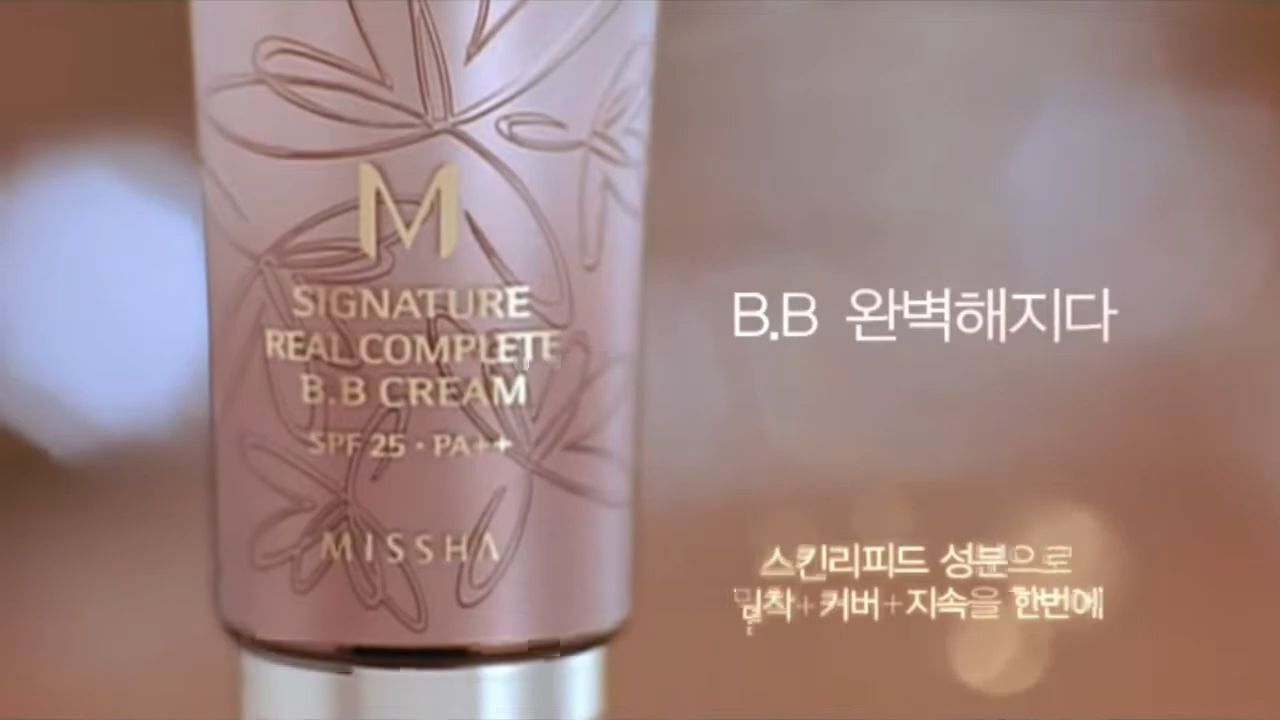 M
SIGNATURE
REAL COMPLETE
B.B CREAM
SPF 25 · PA++
MISSHA
B.B 완벽해지다
스킨리피드 성분으로
밀착+커버+지속을 한번에